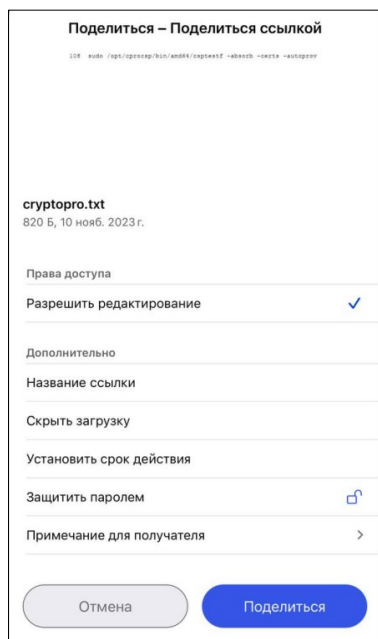 Поделиться – Поделиться ссылкой
108 sudo /opt/cprocsp/bin/amd64/csptestf -absorb -certs -autoprov
cryptopro.txt
820 Б, 10 нояб. 2023 г.
Права доступа
Разрешить редактирование
Дополнительно
Название ссылки
Скрыть загрузку
Установить срок действия
Защитить паролем
Примечание для получателя
Отмена
Поделиться